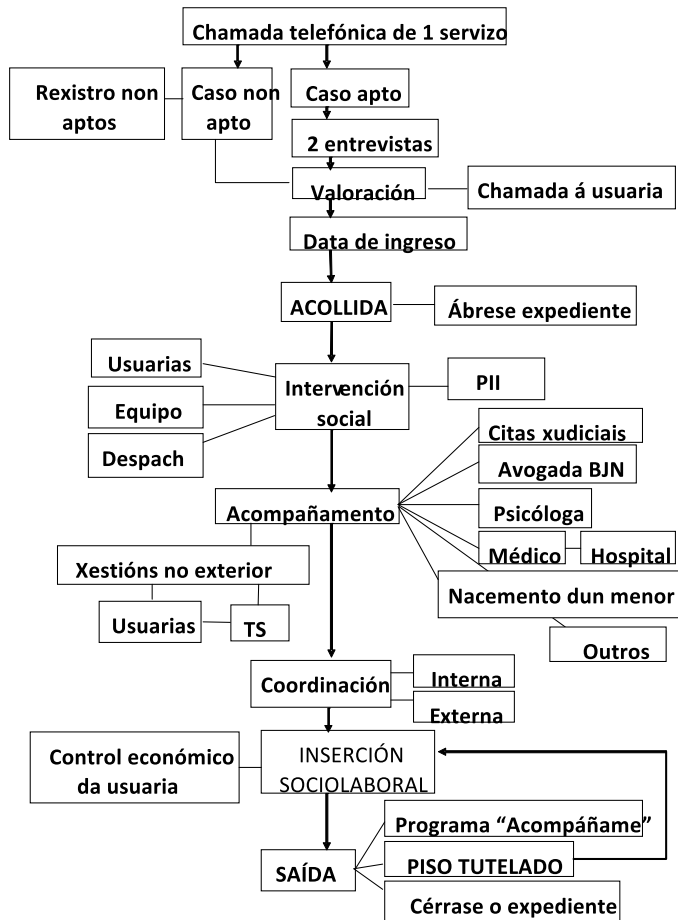 Chamada telefónica de 1 servizo
Rexistro non
aptos
Caso non
apto
Caso apto
2 entrevistas
Valoración
Chamada á usuaria
Data de ingreso
ACOLLIDA
Ábrese expediente
Usuarias
Equipo
Despach
Intervención
social
PII
Citas xudiciais
Avogada BJN
Psicóloga
Médico
Hospital
Nacemento dun menor
Outros
Acompañamento
Xestións no exterior
Usuarias
TS
Coordinación
Interna
Externa
Control económico
da usuaria
INSERCIÓN
SOCIOLABORAL
Programa “Acompáñame”
SAÍDA
PISO TUTELADO
Cérrase o expediente